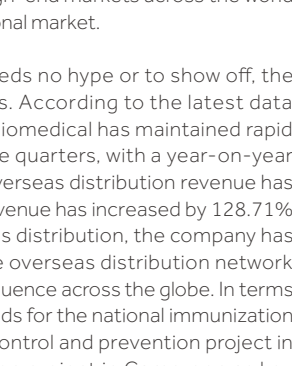 end markets across the world
onal market.
eds no hype or to show off, the
s. According to the latest data
iomedical has maintained rapid
e quarters, with a year-on-year
verseas distribution revenue has
venue has increased by 128.71%
s distribution, the company has
e overseas distribution network
uence across the globe. In terms
ds for the national immunization
ontrol and prevention project in